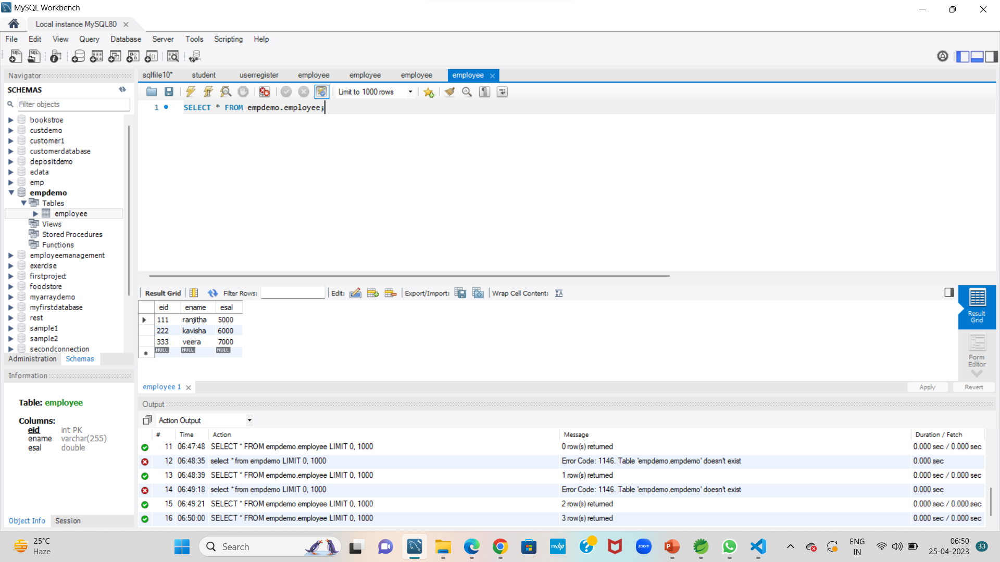 MySQL Workbench
Local instance MySQL80
File Edit View Query Database Server Tools Scripting Help
Navigator
SCHEMAS
Filter objects
bookstroe
custdemo
customer1
customerdatabase
depositdemo
edata
emp
empdemo
Tables
employee
Views
Stored Procedures
Functions
employeemanagement
exercise
firstproject
foodstore
myarraydemo
myfirstdatabase
rest
sample1
sample2
secondconnection
Administration Schemas
Information
Table: employee
Columns:
eid int PK
ename varchar(255)
esal double
Object Info Session
sqlfile10* student userregister employee employee employee employee
Limit to 1000 rows
1 SELECT * FROM empdemo.employee;
Result Grid Filter Rows: Edit: Export/Import: Wrap Cell Content:
eid ename esal
111 ranjitha 5000
222 kavisha 6000
333 veera 7000
NULL NULL NULL
Result Grid
Form Editor
employee 1
Apply Revert
Output
Action Output
# Time Action Message Duration / Fetch
11 06:47:48 SELECT * FROM empdemo.employee LIMIT 0, 1000 0 row(s) returned 0.000 sec / 0.000 sec
12 06:48:35 select * from empdemo LIMIT 0, 1000 Error Code: 1146. Table 'empdemo.empdemo' doesn't exist 0.000 sec
13 06:48:39 SELECT * FROM empdemo.employee LIMIT 0, 1000 1 row(s) returned 0.000 sec / 0.000 sec
14 06:49:18 select * from empdemo LIMIT 0, 1000 Error Code: 1146. Table 'empdemo.empdemo' doesn't exist 0.000 sec
15 06:49:21 SELECT * FROM empdemo.employee LIMIT 0, 1000 2 row(s) returned 0.000 sec / 0.000 sec
16 06:50:00 SELECT * FROM empdemo.employee LIMIT 0, 1000 3 row(s) returned 0.000 sec / 0.000 sec
25°C
Haze
Search
myhp
zoom
ENG
IN
06:50
25-04-2023
33